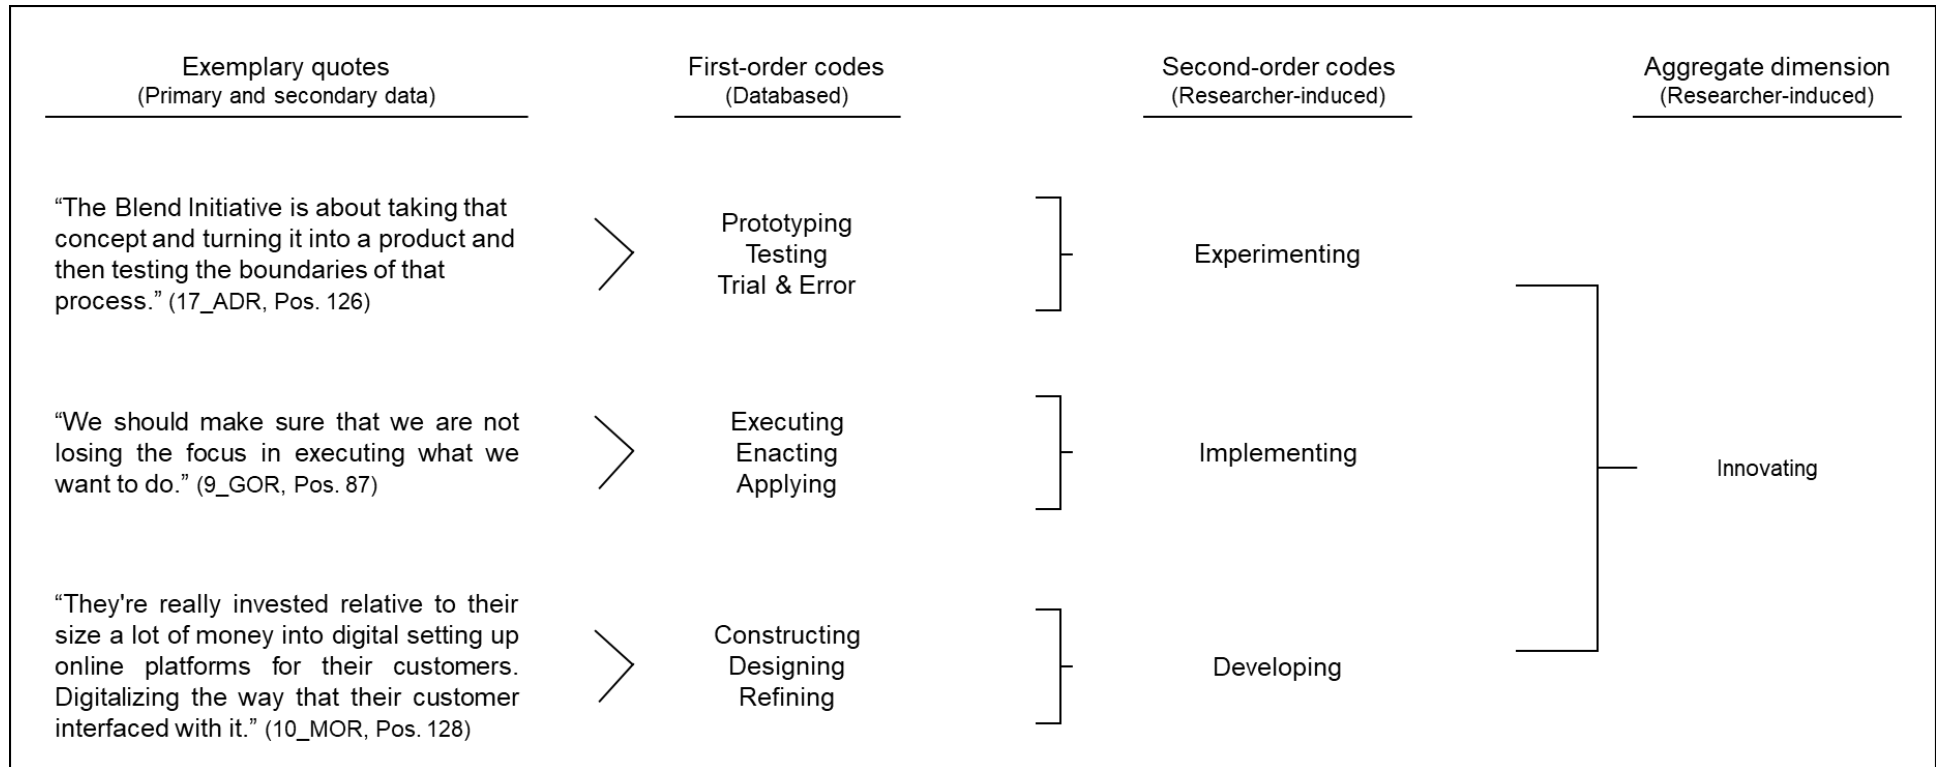 Exemplary quotes
(Primary and secondary data)
First-order codes
(Databased)
Second-order codes
(Researcher-induced)
Aggregate dimension
(Researcher-induced)
“The Blend Initiative is about taking that
concept and turning it into a product and
then testing the boundaries of that
process.” (17_ADR, Pos. 126)
Prototyping
Testing
Trial & Error
Experimenting
“We should make sure that we are not
losing the focus in executing what we
want to do.” (9_GOR, Pos. 87)
Executing
Enacting
Applying
Implementing
Innovating
“They're really invested relative to their
size a lot of money into digital setting up
online platforms for their customers.
Digitalizing the way that their customer
interfaced with it.” (10_MOR, Pos. 128)
Constructing
Designing
Refining
Developing